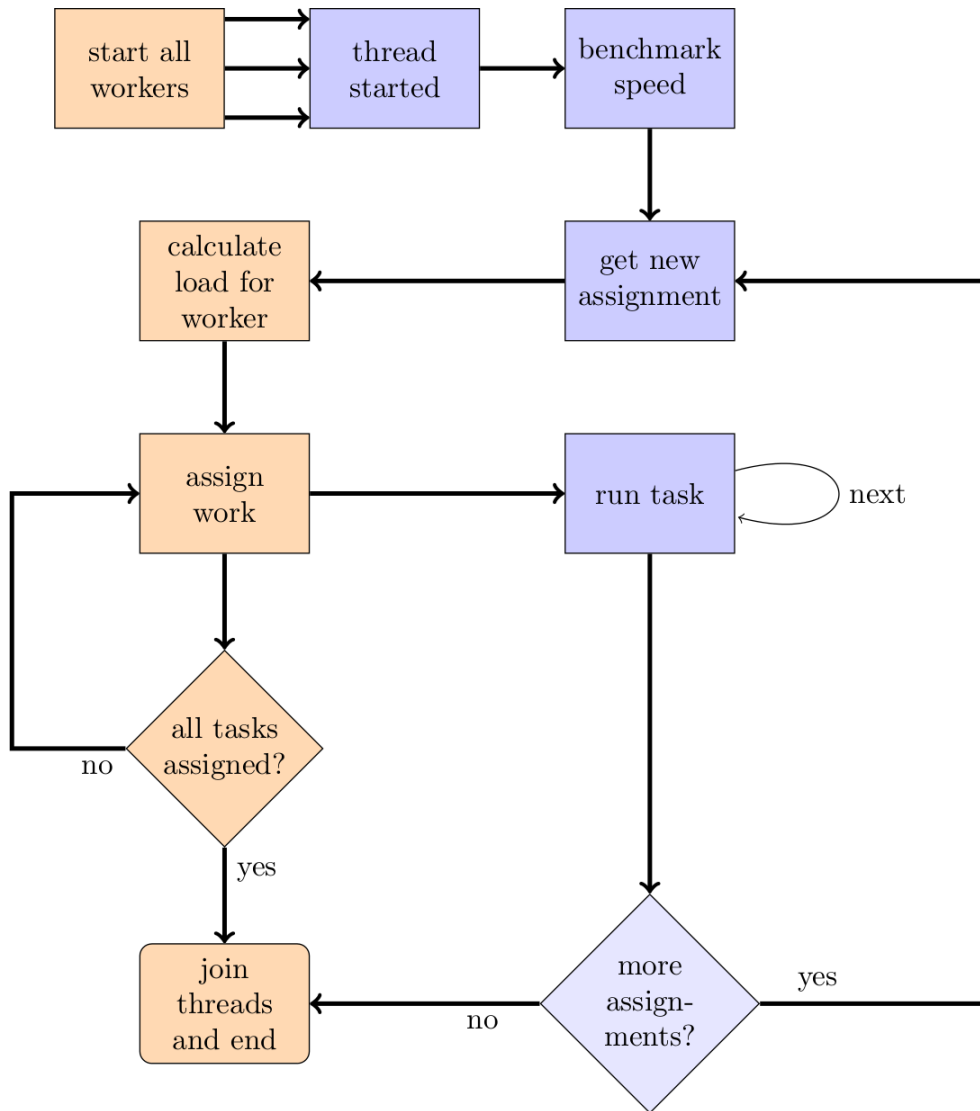 start all
workers
thread
started
benchmark
speed
calculate
load for
worker
get new
assignment
assign
work
run task
next
all tasks
assigned?
no
yes
join
threads
and end
more
assign-
ments?
no
yes